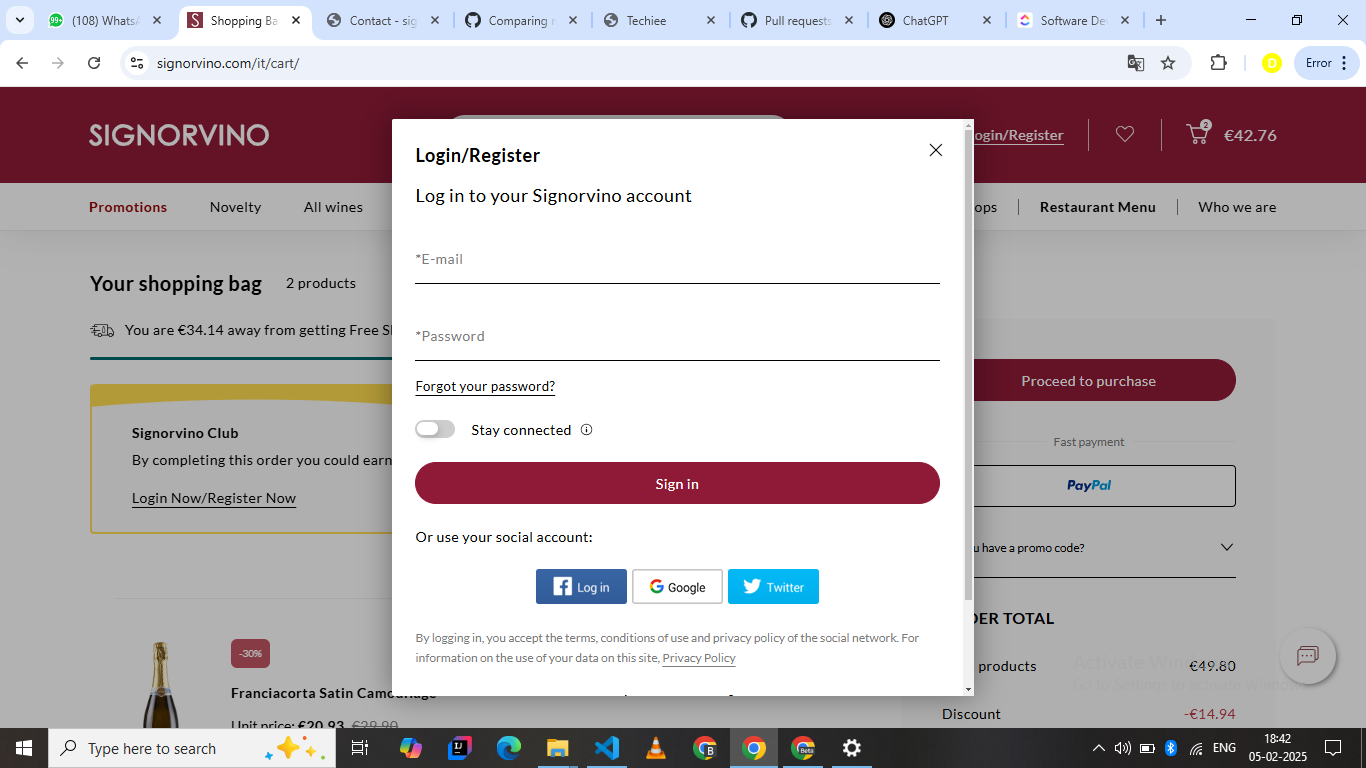 (108) Whats
Shopping Ba
Contact - sig
Comparing
Techiee
Pull requests
ChatGPT
Software De
signorvino.com/it/cart/
D
Error
SIGNORVINO
Login/Register
2
€42.76
Promotions
Novelty
All wines
Restaurant Menu
Who we are
Your shopping bag
2 products
You are €34.14 away from getting Free
Signorvino Club
By completing this order you could earn
Login Now/Register Now
-30%
Franciacorta Satin Camouflage
Unit price: €20.93 €29.90
Login/Register
Log in to your Signorvino account
*E-mail
*Password
Forgot your password?
Stay connected
Sign in
Or use your social account:
Log in
Google
Twitter
By logging in, you accept the terms, conditions of use and privacy policy of the social network. For
information on the use of your data on this site, Privacy Policy
Proceed to purchase
Fast payment
PayPal
have a promo code?
TOTAL
products
€49.80
Discount
-€14.94
Activate Windows
Go to Settings to activate Windows.
Type here to search
ENG
18:42
05-02-2025